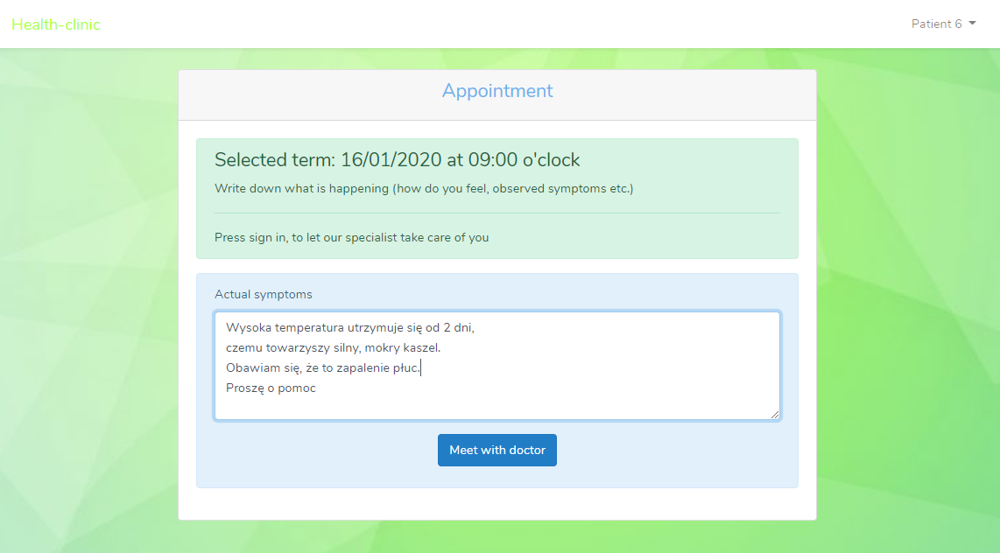 Health-clinic
Patient 6
Appointment
Selected term: 16/01/2020 at 09:00 o'clock
Write down what is happening (how do you feel, observed symptoms etc.)
Press sign in, to let our specialist take care of you
Actual symptoms
Wysoka temperatura utrzymuje się od 2 dni,
czemu towarzyszy silny, mokry kaszel.
Obawiam się, że to zapalenie płuc.
Proszę o pomoc
Meet with doctor